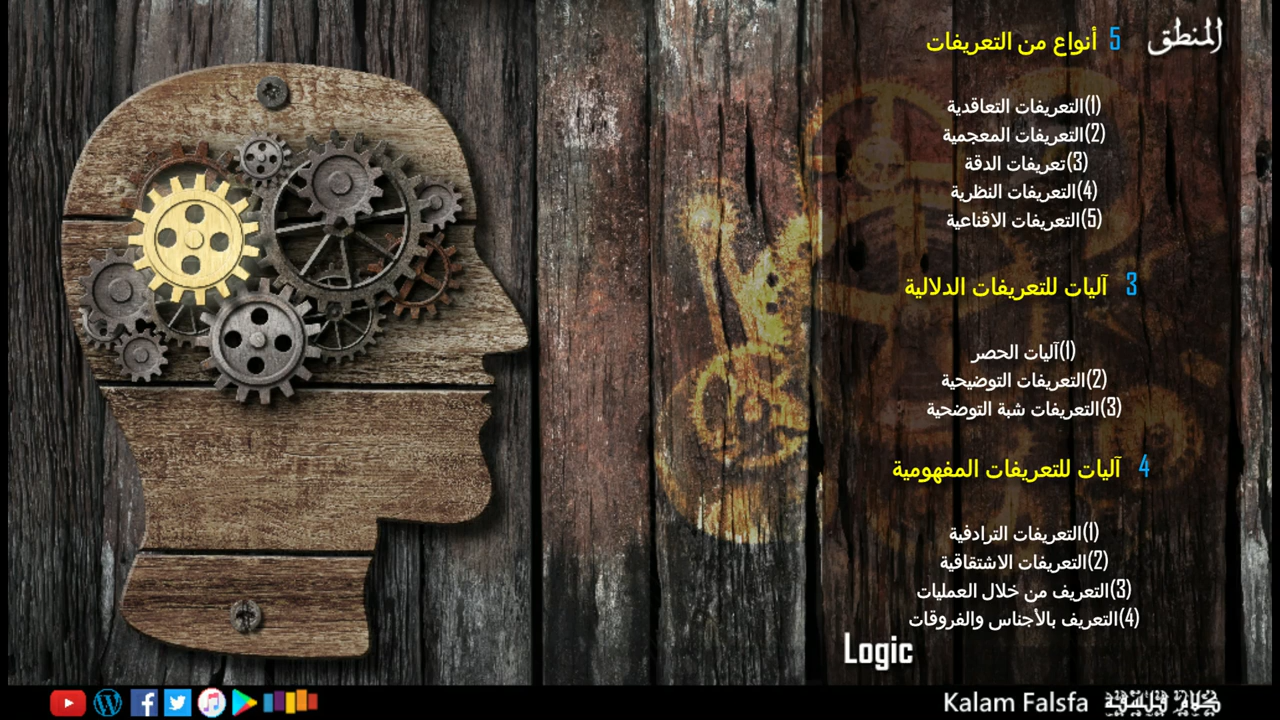 المنطق
5 أنواع من التعريفات
(1)التعريفات التعاقدية
(2)التعريفات المعجمية
(3)تعريفات الدقة
(4)التعريفات النظرية
(5)التعريفات الاقناعية
3 آليات للتعريفات الدلالية
(1)آليات الحصر
(2)التعريفات التوضيحية
(3)التعريفات شبة التوضحية
4 آليات للتعريفات المفهومية
(1)التعريفات الترادفية
(2)التعريفات الاشتقاقية
(3)التعريف من خلال العمليات
(4)التعريف بالأجناس والفروقات
Logic
Kalam Falsfa
كلام فلسفة